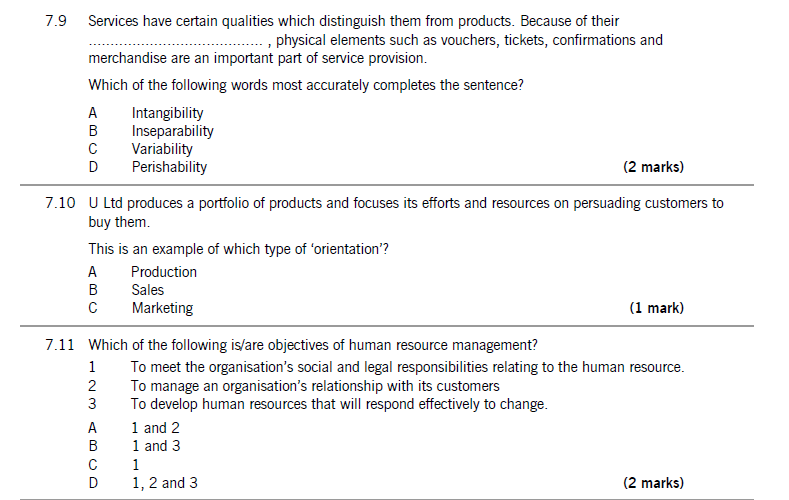 7.9 Services have certain qualities which distinguish them from products. Because of their
........................................ , physical elements such as vouchers, tickets, confirmations and
merchandise are an important part of service provision.
Which of the following words most accurately completes the sentence?
A Intangibility
B Inseparability
C Variability
D Perishability (2 marks)
7.10 U Ltd produces a portfolio of products and focuses its efforts and resources on persuading customers to
buy them.
This is an example of which type of 'orientation'?
A Production
B Sales
C Marketing (1 mark)
7.11 Which of the following is/are objectives of human resource management?
1 To meet the organisation's social and legal responsibilities relating to the human resource.
2 To manage an organisation's relationship with its customers
3 To develop human resources that will respond effectively to change.
A 1 and 2
B 1 and 3
C 1
D 1, 2 and 3 (2 marks)